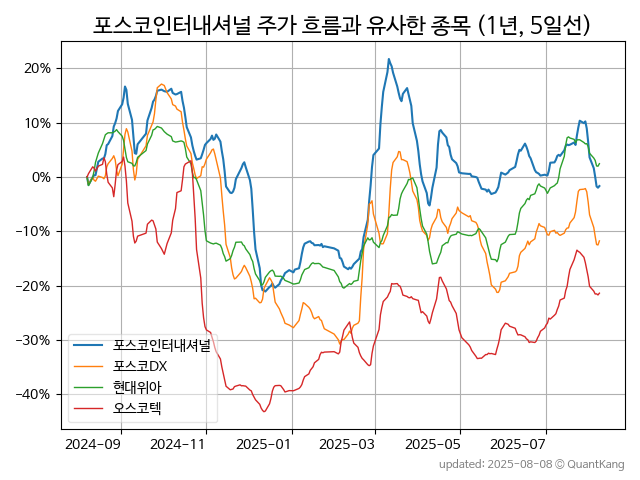 포스코인터내셔널 주가 흐름과 유사한 종목 (1년, 5일선)
20%
10%
0%
−10%
−20%
−30%
−40%
포스코인터내셔널
포스코DX
현대위아
오스코텍
2024-09 2024-11 2025-01 2025-03 2025-05 2025-07
updated: 2025-08-08 © QuantKang